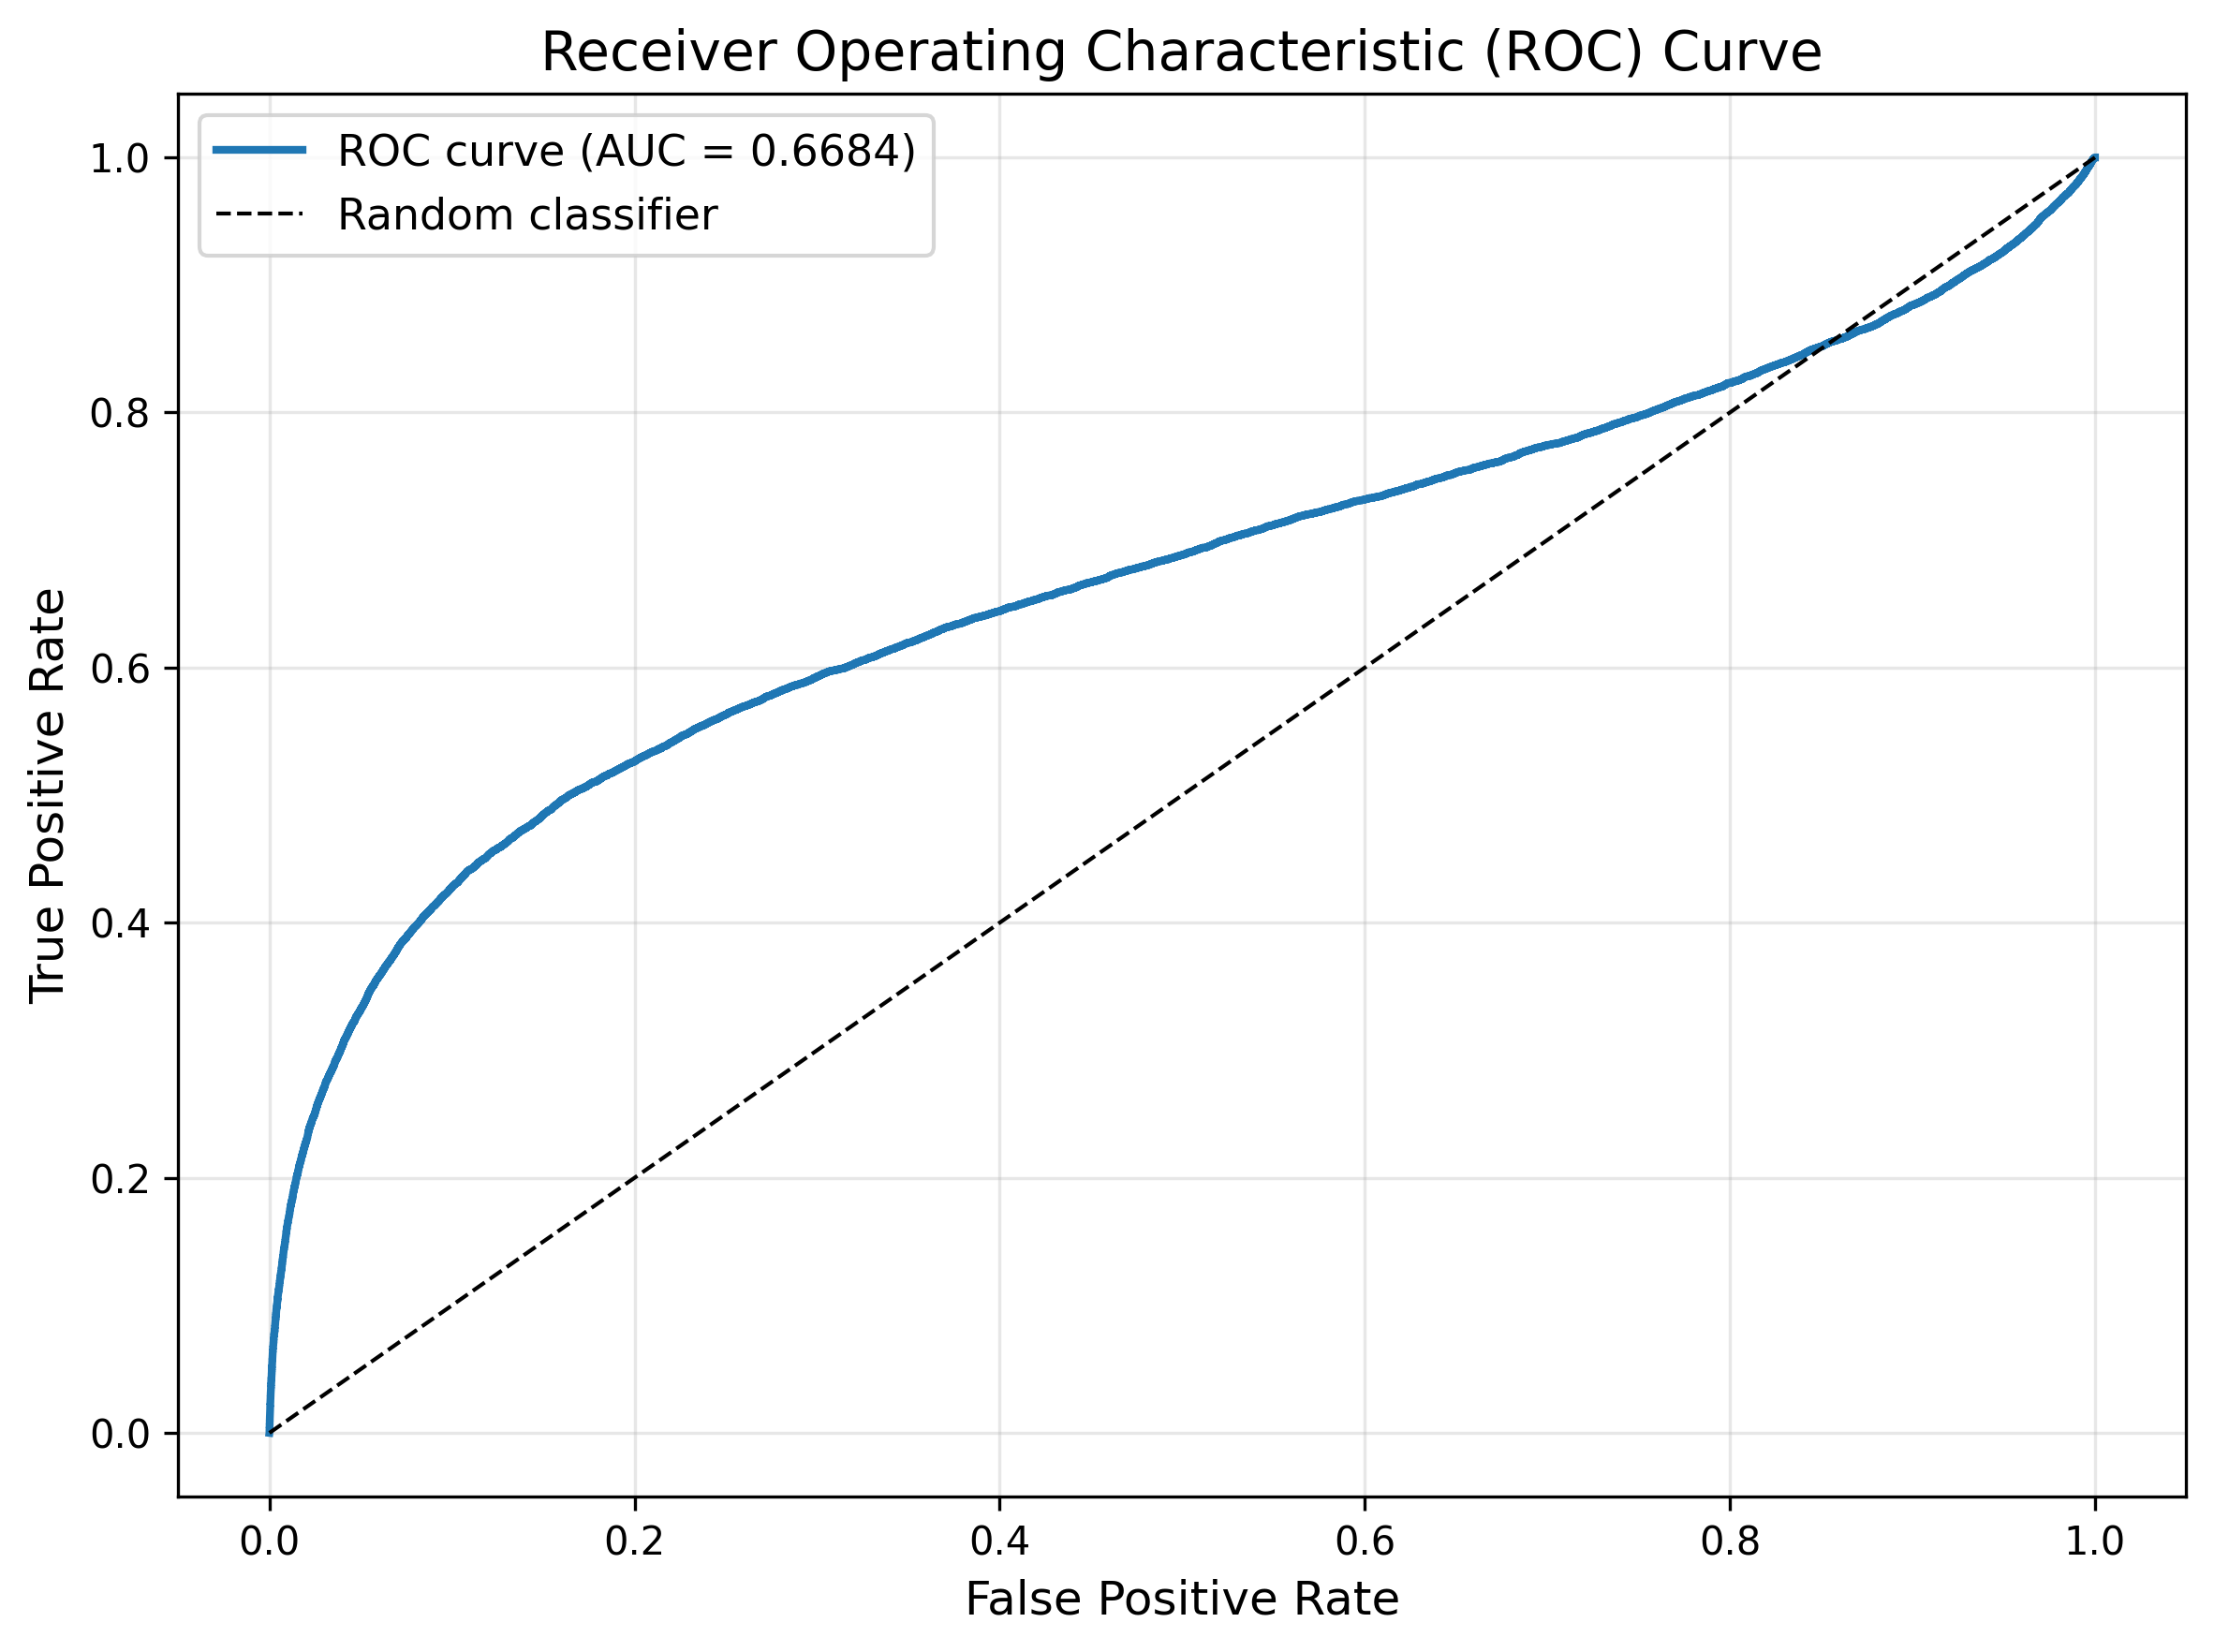 Receiver Operating Characteristic (ROC) Curve
ROC curve (AUC = 0.6684)
Random classifier
True Positive Rate
1.0
0.8
0.6
0.4
0.2
0.0
0.0 0.2 0.4 0.6 0.8 1.0
False Positive Rate